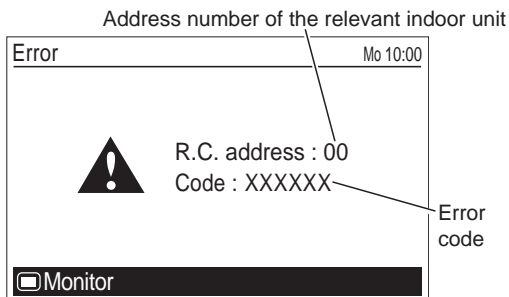 Address number of the relevant indoor unit
Error Mo 10:00
R.C. address : 00
Code : XXXXXX
Error
code
Monitor